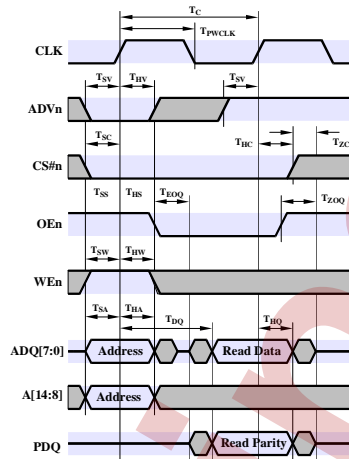 T_C
T_PWCLK
CLK
T_SV T_HV T_SV
ADVn
T_SC T_HC T_ZC
CS#n
T_SS T_HS T_EOQ T_ZOQ
OEn
T_SW T_HW
WEn
T_SA T_HA T_DQ T_HQ
ADQ[7:0] Address Read Data
A[14:8] Address
PDQ Read Parity